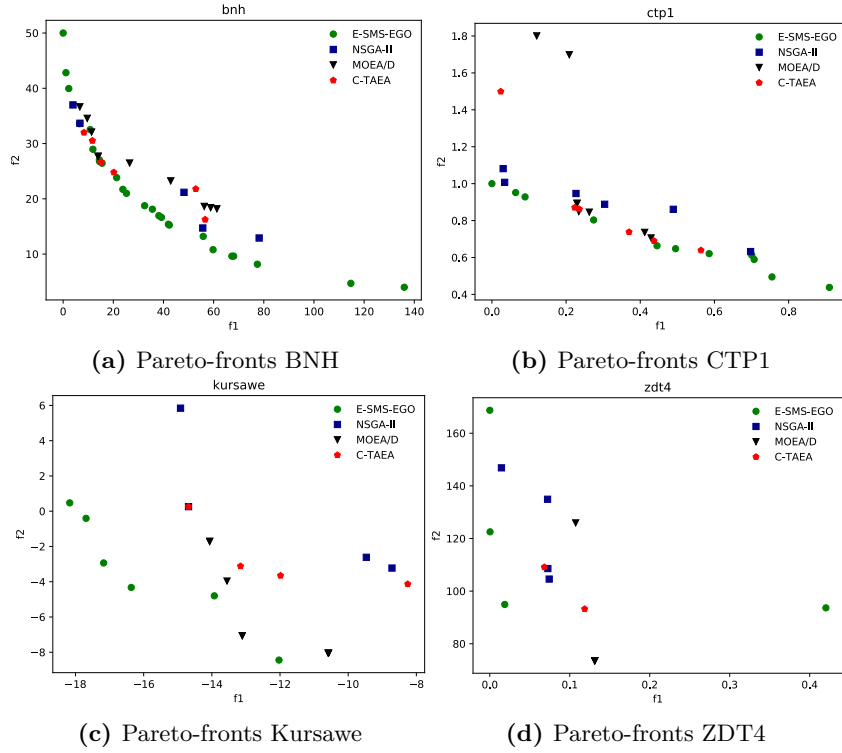 bnh
E-SMS-EGO
NSGA-II
MOEA/D
C-TAEA
50
40
30
20
10
f2
0 20 40 60 80 100 120 140
f1
(a) Pareto-fronts BNH
ctp1
E-SMS-EGO
NSGA-II
MOEA/D
C-TAEA
1.8
1.6
1.4
1.2
1.0
0.8
0.6
0.4
f2
0.0 0.2 0.4 0.6 0.8
f1
(b) Pareto-fronts CTP1
kursawe
E-SMS-EGO
NSGA-II
MOEA/D
C-TAEA
6
4
2
0
−2
−4
−6
−8
f2
−18 −16 −14 −12 −10 −8
f1
(c) Pareto-fronts Kursawe
zdt4
E-SMS-EGO
NSGA-II
MOEA/D
C-TAEA
160
140
120
100
80
f2
0.0 0.1 0.2 0.3 0.4
f1
(d) Pareto-fronts ZDT4